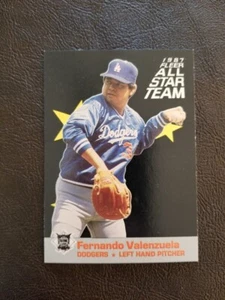 1987
FLEER
ALL
STAR
TEAM
Dodgers
Fernando Valenzuela
DODGERS ★ LEFT HAND PITCHER